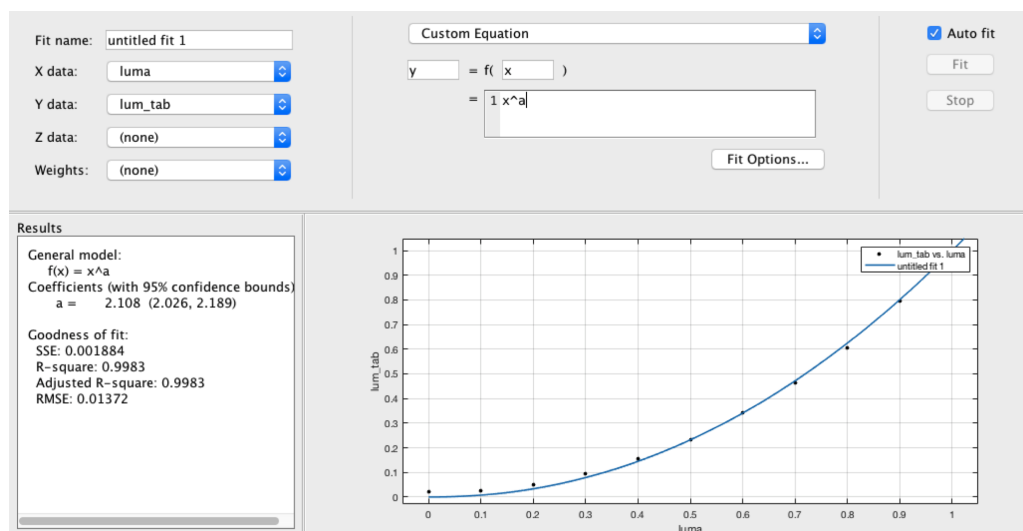 Fit name: untitled fit 1
X data: luma
Y data: lum_tab
Z data: (none)
Weights: (none)
Custom Equation
y = f( x )
= 1 x^a
Fit Options...
Auto fit
Fit
Stop
Results
General model:
f(x) = x^a
Coefficients (with 95% confidence bounds)
a = 2.108 (2.026, 2.189)
Goodness of fit:
SSE: 0.001884
R-square: 0.9983
Adjusted R-square: 0.9983
RMSE: 0.01372
lum_tab vs. luma
untitled fit 1
1
0.9
0.8
0.7
0.6
0.5
0.4
0.3
0.2
0.1
0
lum_tab
0 0.1 0.2 0.3 0.4 0.5 0.6 0.7 0.8 0.9 1
luma